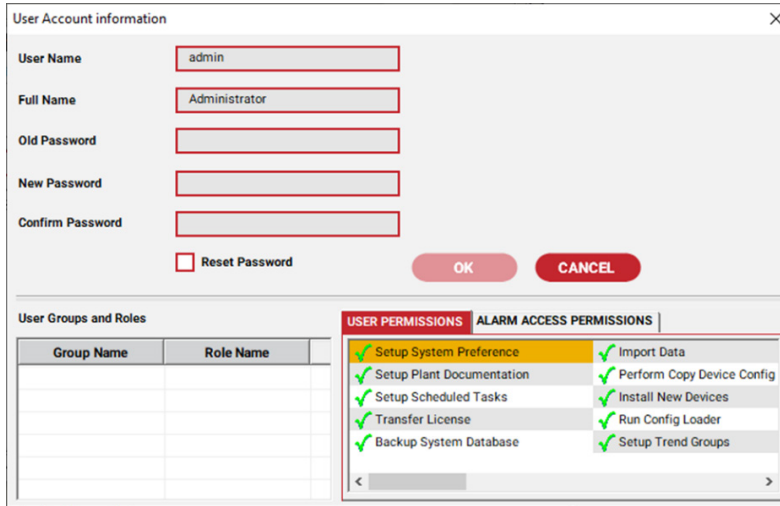 User Account information
User Name admin
Full Name Administrator
Old Password
New Password
Confirm Password
Reset Password OK CANCEL
User Groups and Roles
Group Name Role Name
USER PERMISSIONS ALARM ACCESS PERMISSIONS
Setup System Preference Import Data
Setup Plant Documentation Perform Copy Device Config
Setup Scheduled Tasks Install New Devices
Transfer License Run Config Loader
Backup System Database Setup Trend Groups